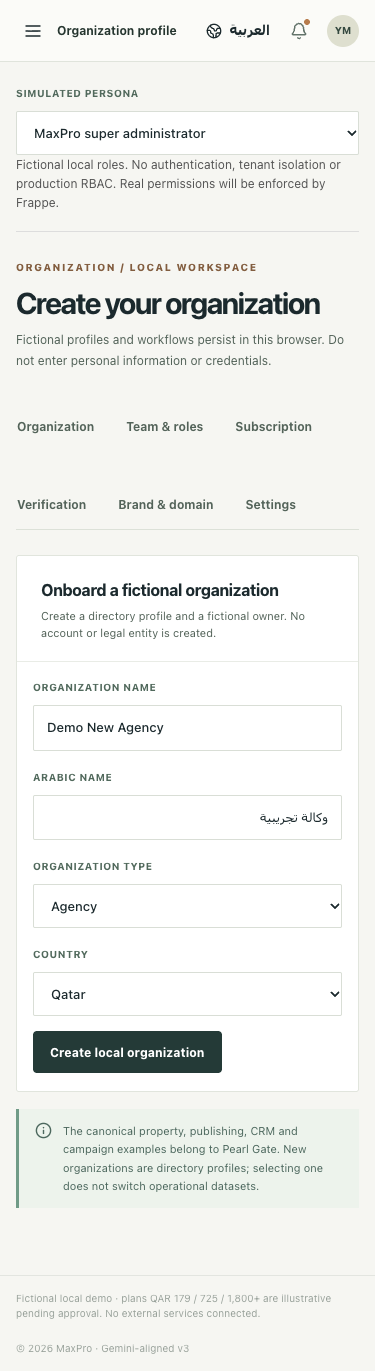 Organization profile
العربية
YM
SIMULATED PERSONA
MaxPro super administrator
Fictional local roles. No authentication, tenant isolation or
production RBAC. Real permissions will be enforced by
Frappe.
ORGANIZATION / LOCAL WORKSPACE
Create your organization
Fictional profiles and workflows persist in this browser. Do
not enter personal information or credentials.
Organization Team & roles Subscription
Verification Brand & domain Settings
Onboard a fictional organization
Create a directory profile and a fictional owner. No
account or legal entity is created.
ORGANIZATION NAME
Demo New Agency
ARABIC NAME
وكالة تجريبية
ORGANIZATION TYPE
Agency
COUNTRY
Qatar
Create local organization
The canonical property, publishing, CRM and
campaign examples belong to Pearl Gate. New
organizations are directory profiles; selecting one
does not switch operational datasets.
Fictional local demo · plans QAR 179 / 725 / 1,800+ are illustrative
pending approval. No external services connected.
© 2026 MaxPro · Gemini-aligned v3